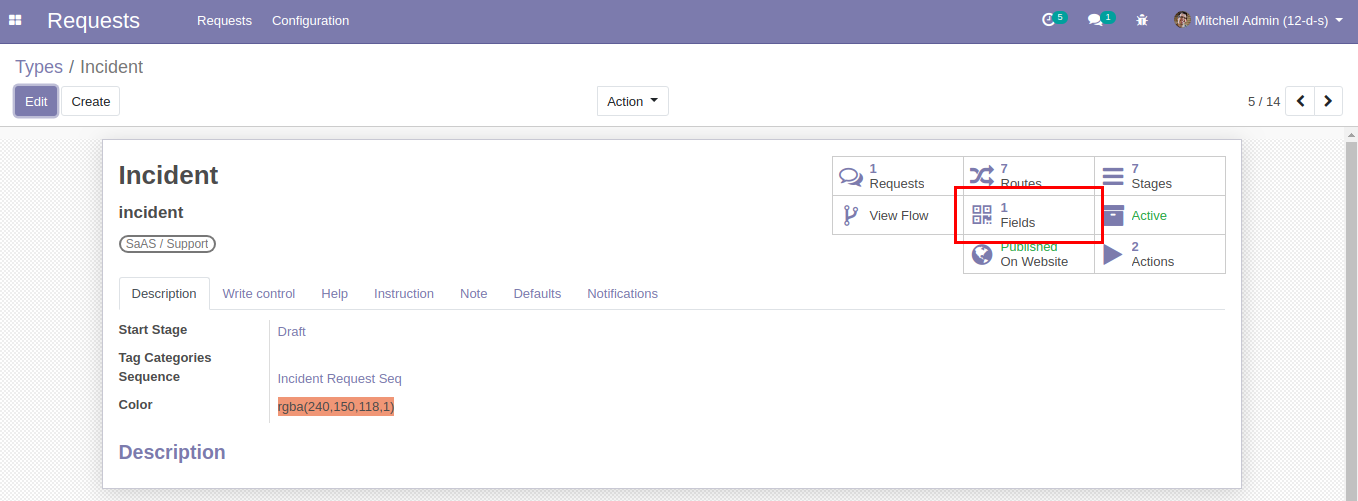 Requests Requests Configuration 5 1 Mitchell Admin (12-d-s)
Types / Incident
Edit Create Action 5 / 14
Incident
incident
SaAS / Support
1
Requests
7
Routes
7
Stages
View Flow
1
Fields
Active
Published
On Website
2
Actions
Description Write control Help Instruction Note Defaults Notifications
Start Stage Draft
Tag Categories
Sequence Incident Request Seq
Color rgba(240,150,118,1)
Description